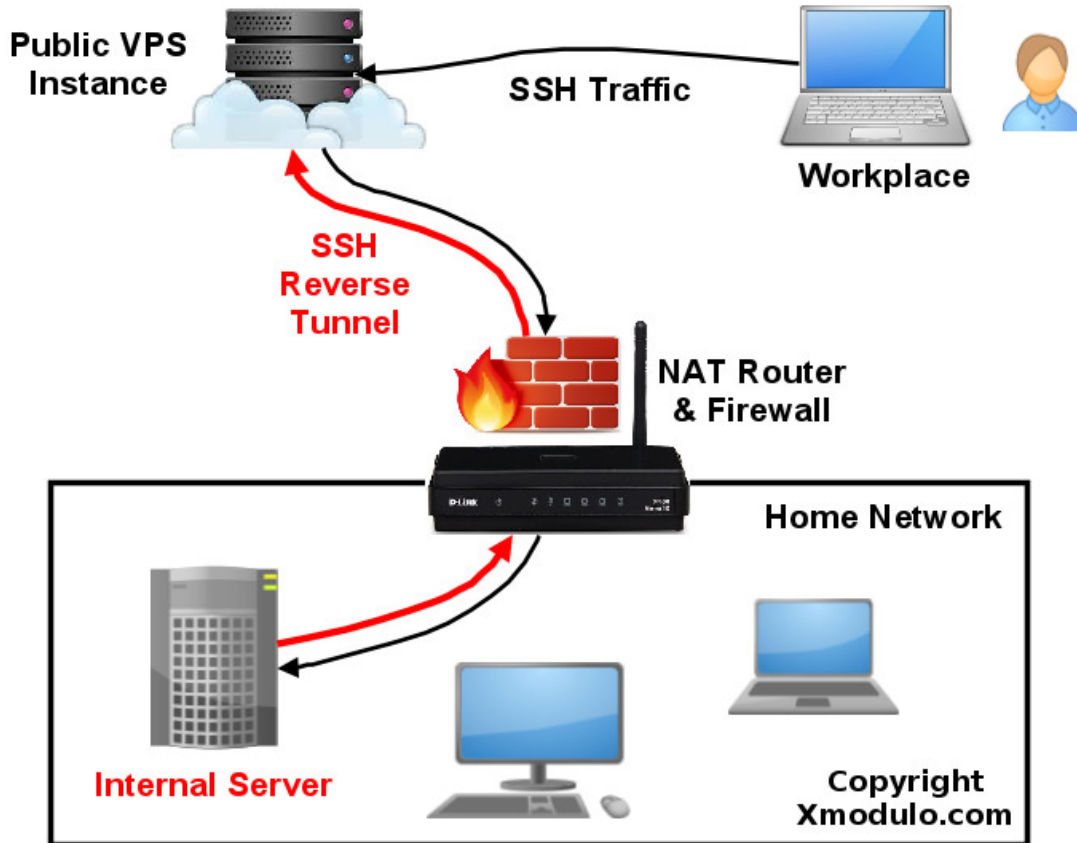 Public VPS
Instance
SSH Traffic
Workplace
SSH
Reverse
Tunnel
NAT Router
& Firewall
D-Link
Home Network
Internal Server
Copyright
Xmodulo.com